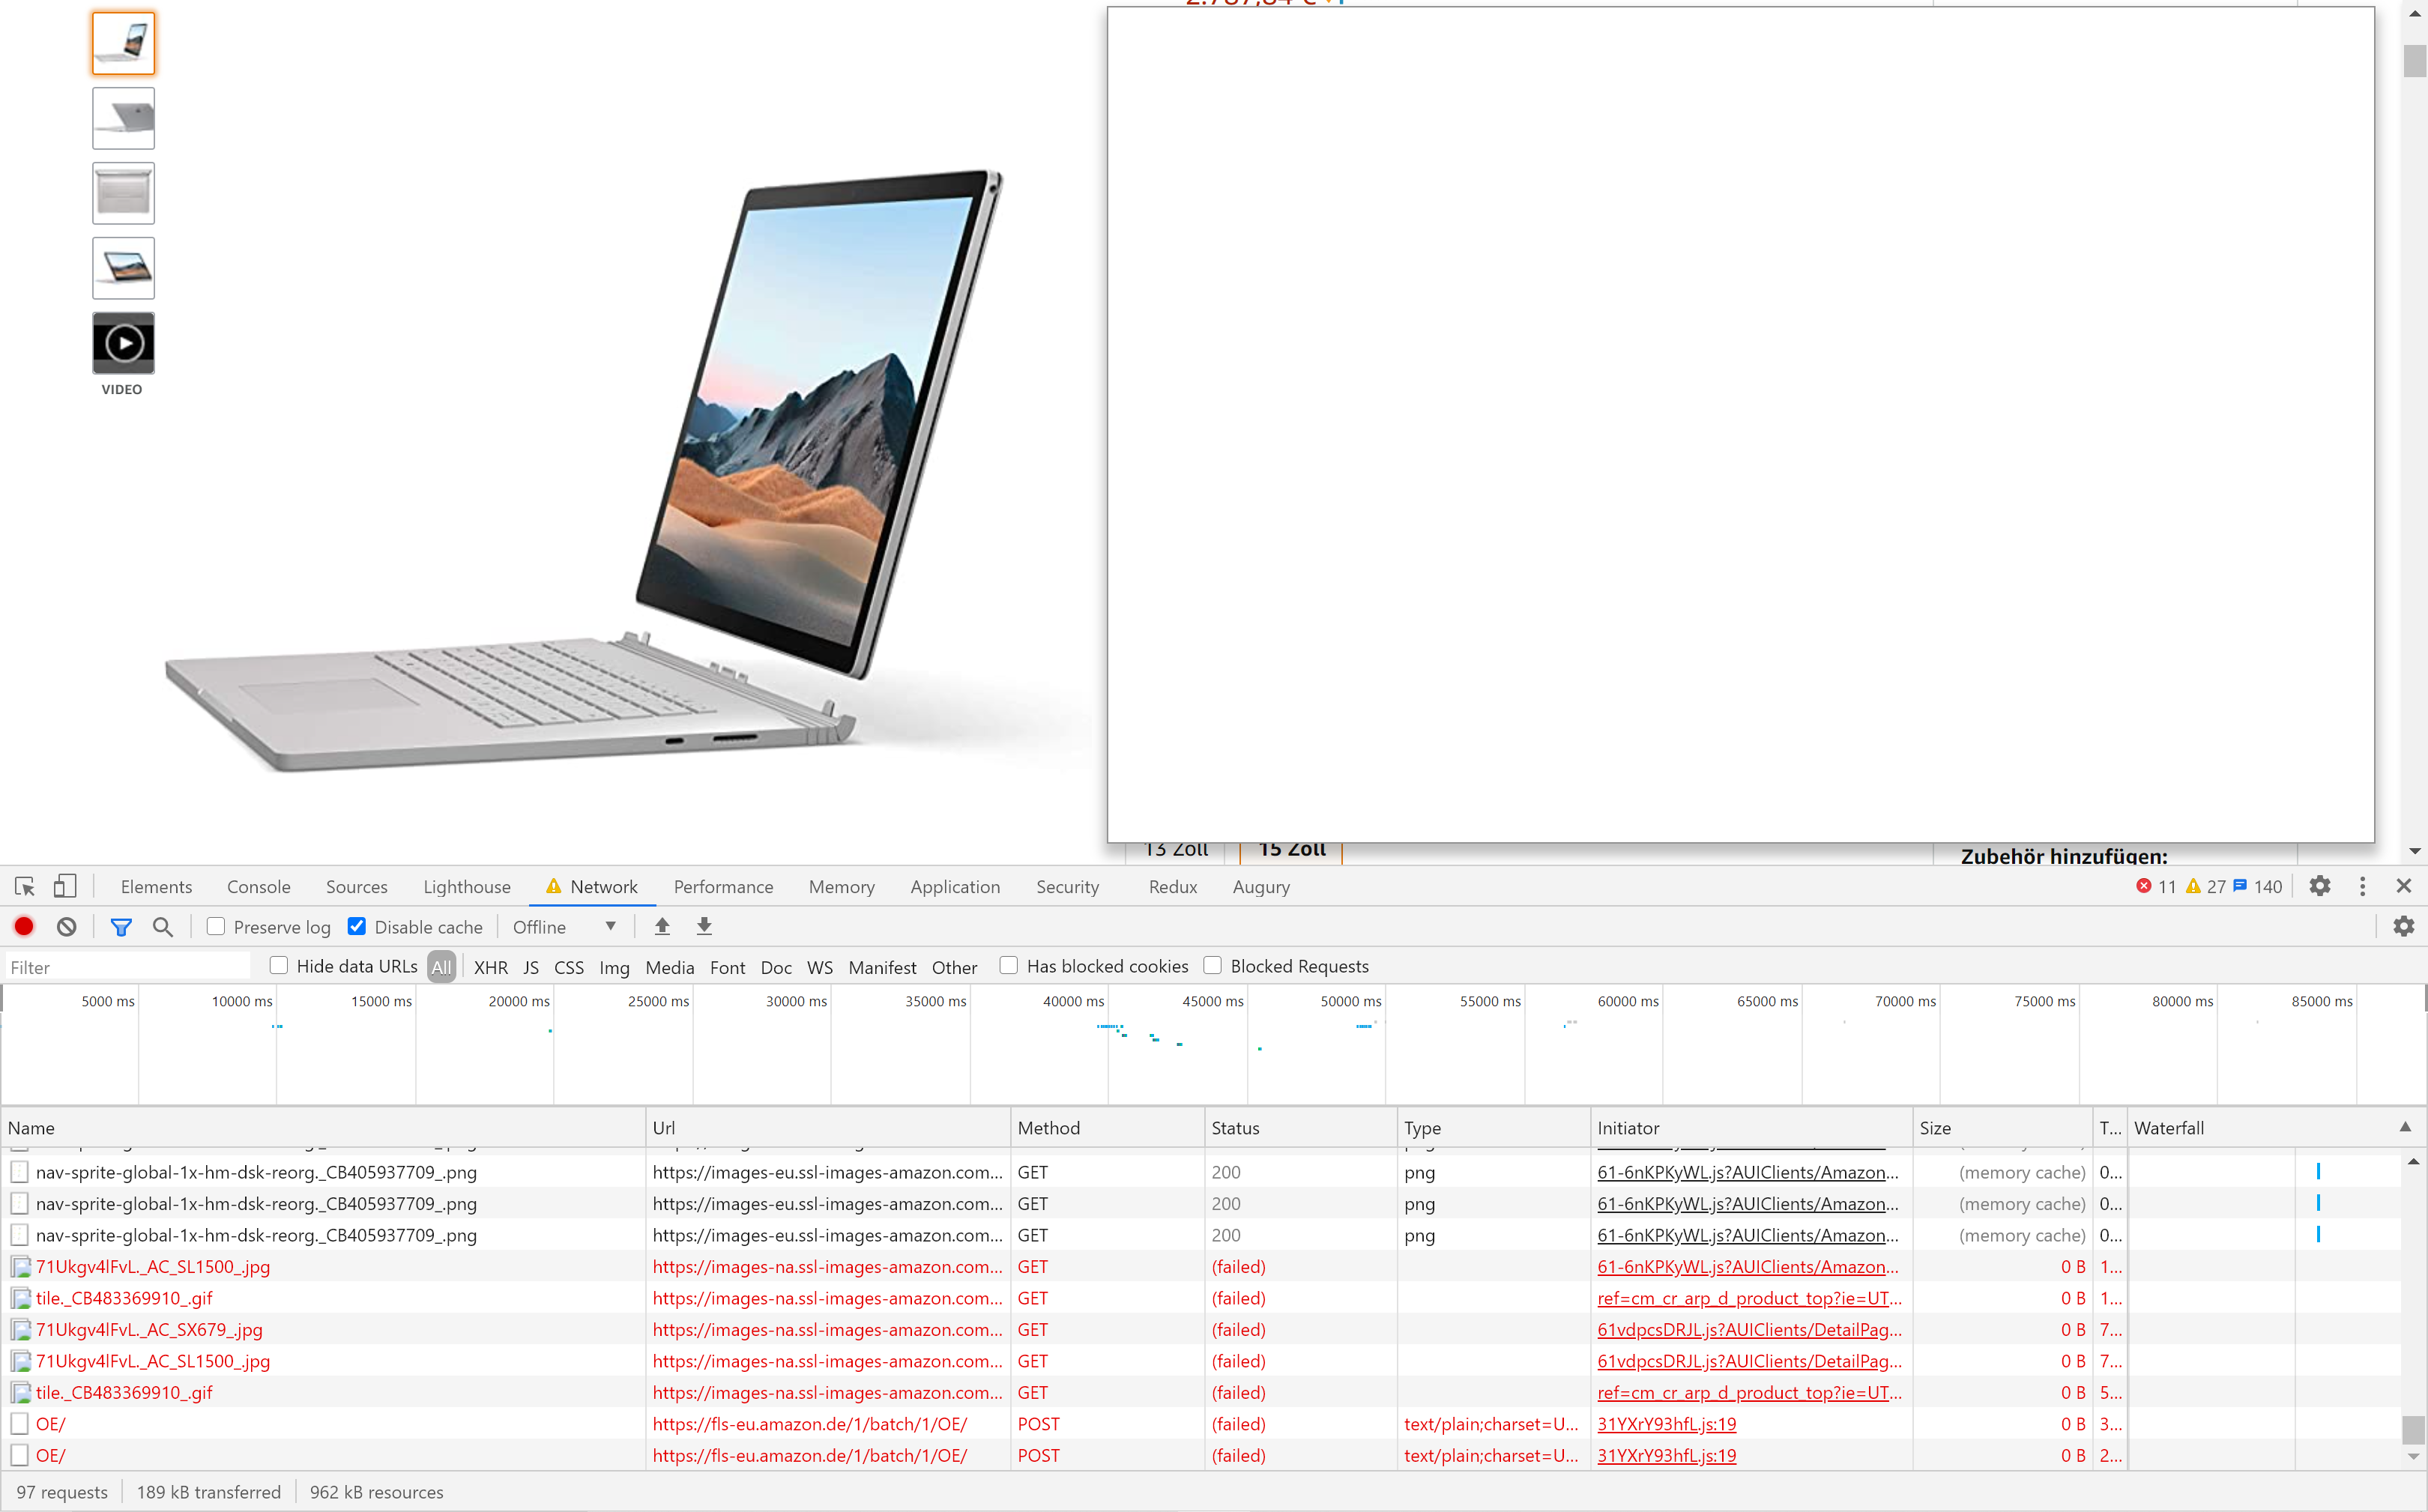 VIDEO
13 Zoll 15 Zoll
Zubehör hinzufügen:
Elements Console Sources Lighthouse Network Performance Memory Application Security Redux Augury 11 27 140
Preserve log Disable cache Offline
Filter Hide data URLs All XHR JS CSS Img Media Font Doc WS Manifest Other Has blocked cookies Blocked Requests
5000 ms 10000 ms 15000 ms 20000 ms 25000 ms 30000 ms 35000 ms 40000 ms 45000 ms 50000 ms 55000 ms 60000 ms 65000 ms 70000 ms 75000 ms 80000 ms 85000 ms
Name Url Method Status Type Initiator Size T... Waterfall
nav-sprite-global-1x-hm-dsk-reorg._CB405937709_.png https://images-eu.ssl-images-amazon.com... GET 200 png 61-6nKPKyWL.js?AUIClients/Amazon... (memory cache) 0...
nav-sprite-global-1x-hm-dsk-reorg._CB405937709_.png https://images-eu.ssl-images-amazon.com... GET 200 png 61-6nKPKyWL.js?AUIClients/Amazon... (memory cache) 0...
nav-sprite-global-1x-hm-dsk-reorg._CB405937709_.png https://images-eu.ssl-images-amazon.com... GET 200 png 61-6nKPKyWL.js?AUIClients/Amazon... (memory cache) 0...
71Ukgv4lFvL._AC_SL1500_.jpg https://images-na.ssl-images-amazon.com... GET (failed) 61-6nKPKyWL.js?AUIClients/Amazon... 0 B 1...
tile._CB483369910_.gif https://images-na.ssl-images-amazon.com... GET (failed) ref=cm_cr_arp_d_product_top?ie=UT... 0 B 1...
71Ukgv4lFvL._AC_SX679_.jpg https://images-na.ssl-images-amazon.com... GET (failed) 61vdpcsDRJL.js?AUIClients/DetailPag... 0 B 7...
71Ukgv4lFvL._AC_SL1500_.jpg https://images-na.ssl-images-amazon.com... GET (failed) 61vdpcsDRJL.js?AUIClients/DetailPag... 0 B 7...
tile._CB483369910_.gif https://images-na.ssl-images-amazon.com... GET (failed) ref=cm_cr_arp_d_product_top?ie=UT... 0 B 5...
OE/ https://fls-eu.amazon.de/1/batch/1/OE/ POST (failed) text/plain;charset=U... 31YXrY93hfL.js:19 0 B 3...
OE/ https://fls-eu.amazon.de/1/batch/1/OE/ POST (failed) text/plain;charset=U... 31YXrY93hfL.js:19 0 B 2...
97 requests 189 kB transferred 962 kB resources